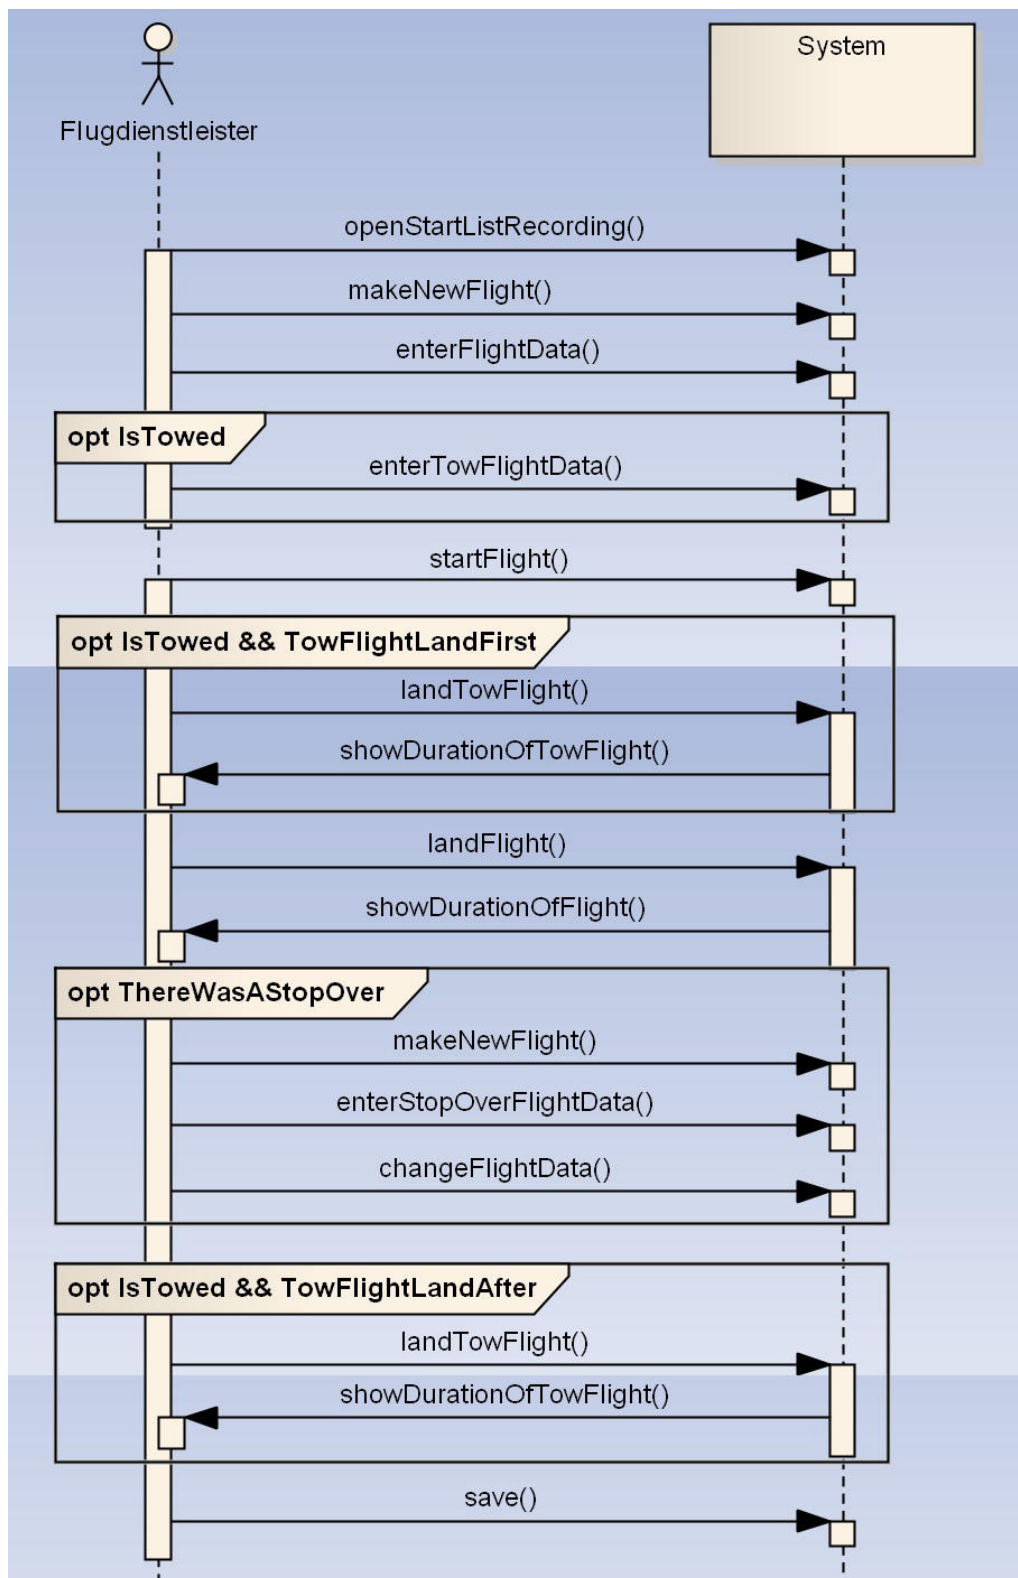 System
Flugdienstleister
openStartListRecording()
makeNewFlight()
enterFlightData()
opt IsTowed
enterTowFlightData()
startFlight()
opt IsTowed && TowFlightLandFirst
landTowFlight()
showDurationOfTowFlight()
landFlight()
showDurationOfFlight()
opt ThereWasAStopOver
makeNewFlight()
enterStopOverFlightData()
changeFlightData()
opt IsTowed && TowFlightLandAfter
landTowFlight()
showDurationOfTowFlight()
save()